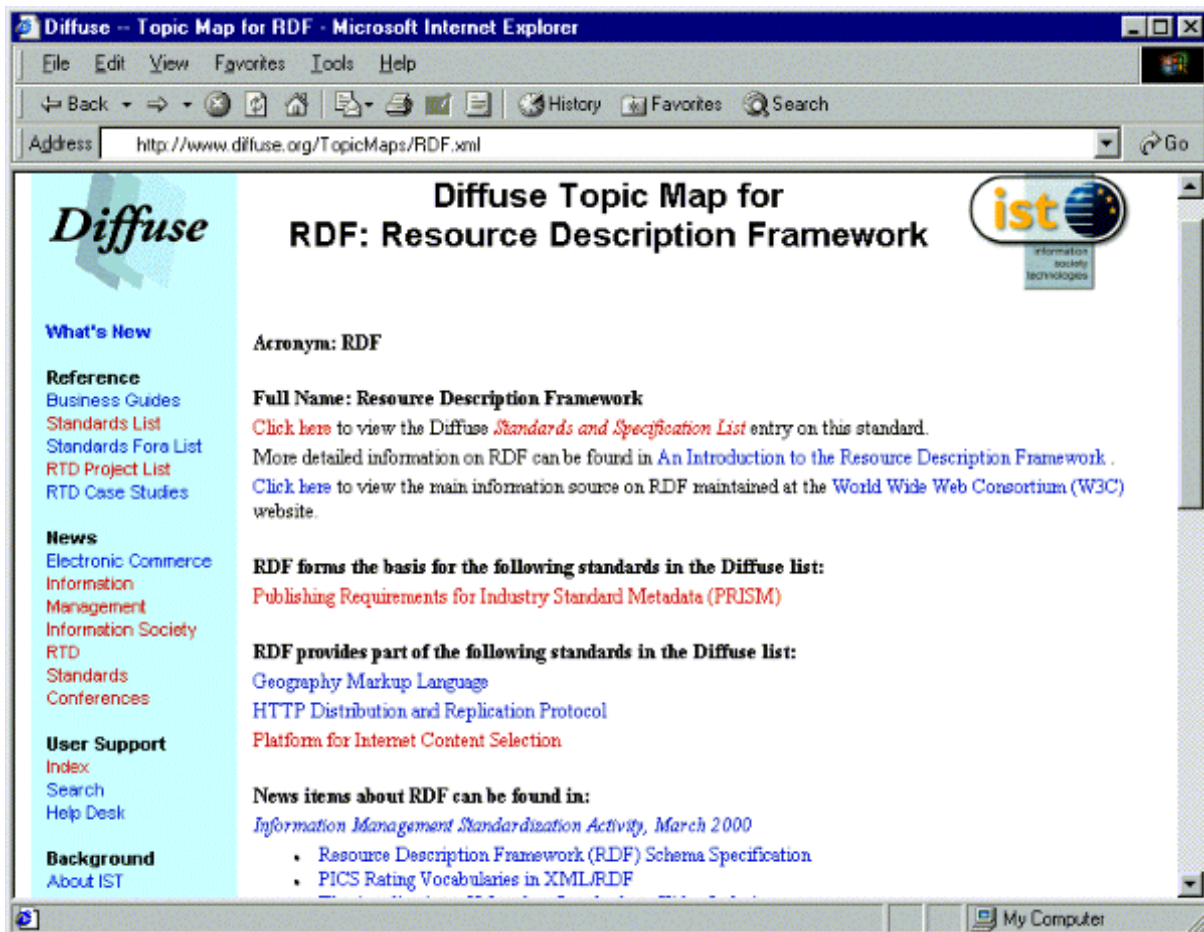 Diffuse -- Topic Map for RDF - Microsoft Internet Explorer
File Edit View Favorites Tools Help
Back History Favorites Search
Address http://www.diffuse.org/TopicMaps/RDF.xml Go
Diffuse
Diffuse Topic Map for
RDF: Resource Description Framework
ist
information
society
technologies
What's New
Reference
Business Guides
Standards List
Standards Fora List
RTD Project List
RTD Case Studies
News
Electronic Commerce
Information
Management
Information Society
RTD
Standards
Conferences
User Support
Index
Search
Help Desk
Background
About IST
Acronym: RDF
Full Name: Resource Description Framework
Click here to view the Diffuse Standards and Specification List entry on this standard.
More detailed information on RDF can be found in An Introduction to the Resource Description Framework .
Click here to view the main information source on RDF maintained at the World Wide Web Consortium (W3C)
website.
RDF forms the basis for the following standards in the Diffuse list:
Publishing Requirements for Industry Standard Metadata (PRISM)
RDF provides part of the following standards in the Diffuse list:
Geography Markup Language
HTTP Distribution and Replication Protocol
Platform for Internet Content Selection
News items about RDF can be found in:
Information Management Standardization Activity, March 2000
• Resource Description Framework (RDF) Schema Specification
• PICS Rating Vocabularies in XML/RDF
My Computer